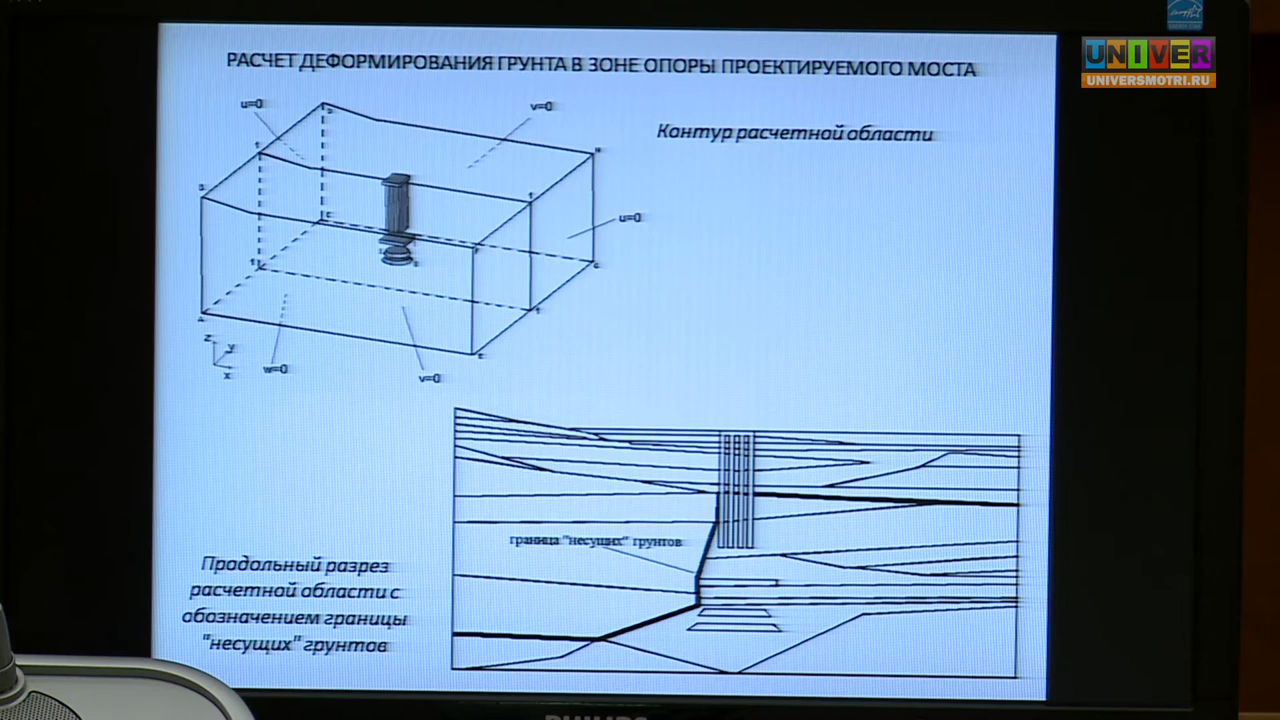 UNIVER
UNIVERSMOTRI.RU
РАСЧЕТ ДЕФОРМИРОВАНИЯ ГРУНТА В ЗОНЕ ОПОРЫ ПРОЕКТИРУЕМОГО МОСТА
Контур расчетной области
u=0
v=0
u=0
z
y
x
w=0
v=0
граница "несущих" грунтов
Продольный разрез
расчетной области с
обозначением границы
"несущих" грунтов
PHILIPS